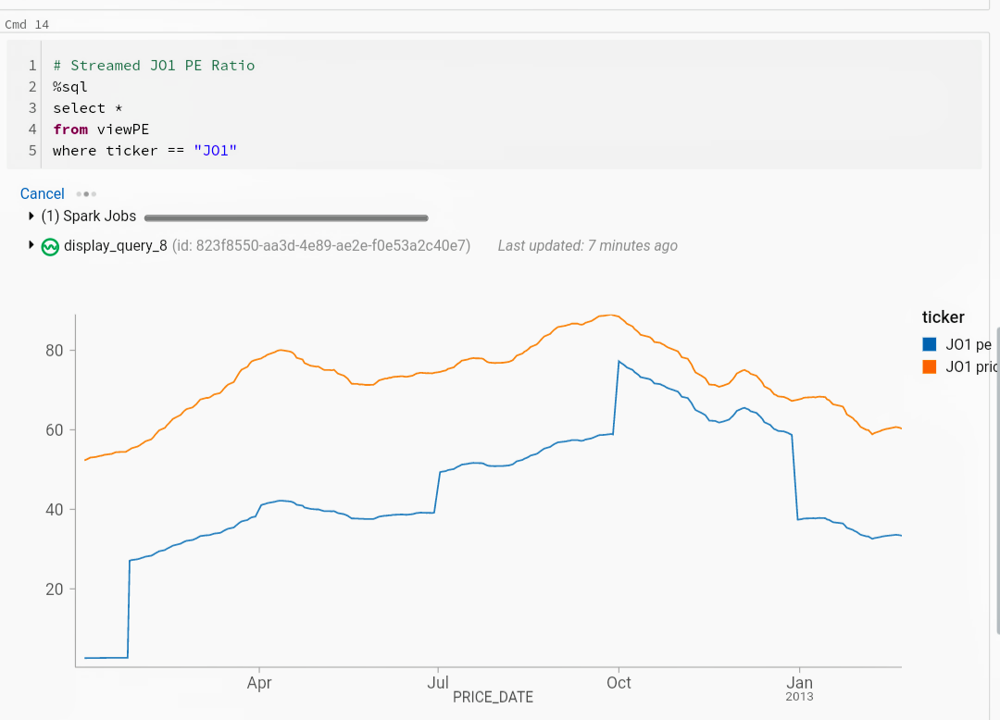 Cmd 14
1 # Streamed JO1 PE Ratio
2 %sql
3 select *
4 from viewPE
5 where ticker == "JO1"
Cancel
(1) Spark Jobs
display_query_8 (id: 823f8550-aa3d-4e89-ae2e-f0e53a2c40e7) Last updated: 7 minutes ago
ticker
JO1 pe
JO1 pric
80
60
40
20
Apr Jul Oct Jan
2013
PRICE_DATE